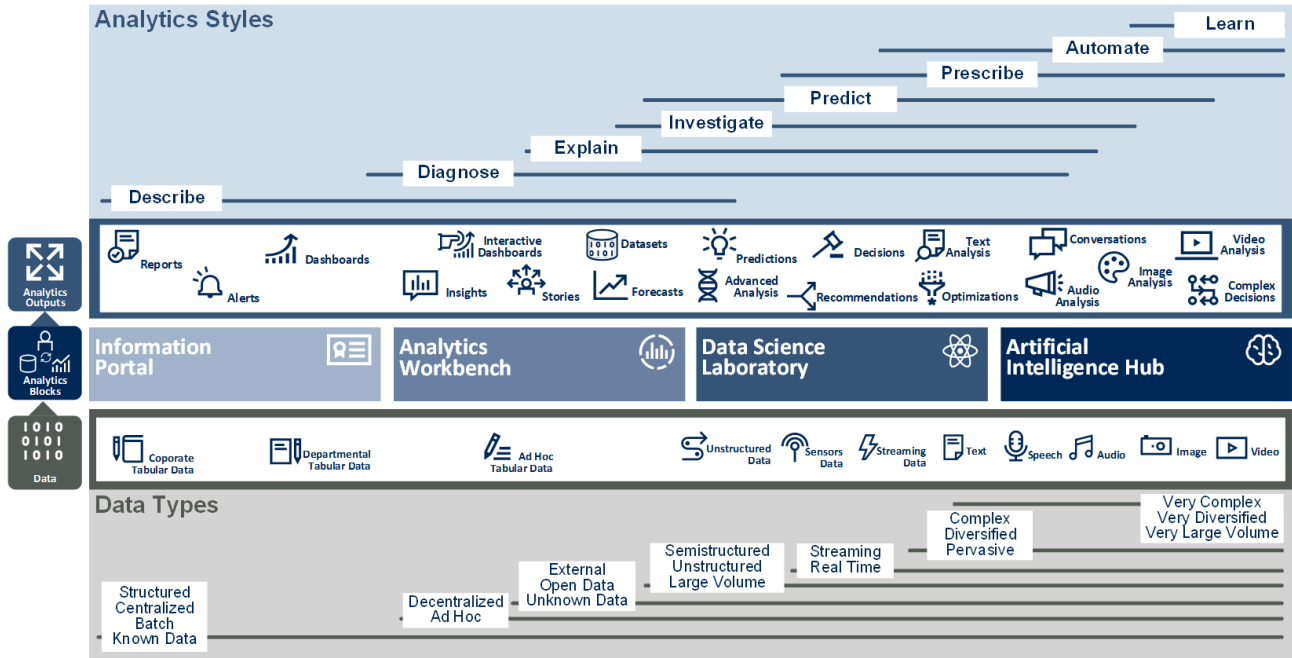 Analytics Styles
Learn
Automate
Prescribe
Predict
Investigate
Explain
Diagnose
Describe
Analytics
Outputs
Reports
Alerts
Dashboards
Interactive
Dashboards
Insights
Stories
Datasets
Forecasts
Predictions
Advanced
Analysis
Decisions
Recommendations
Text
Analysis
Optimizations
Conversations
Audio
Analysis
Image
Analysis
Video
Analysis
Complex
Decisions
Analytics
Blocks
Information
Portal
Analytics
Workbench
Data Science
Laboratory
Artificial
Intelligence Hub
1010
0101
1010
Data
Coporate
Tabular Data
Departmental
Tabular Data
Ad Hoc
Tabular Data
Unstructured
Data
Sensors
Data
Streaming
Data
Text
Speech
Audio
Image
Video
Data Types
Very Complex
Very Diversified
Very Large Volume
Complex
Diversified
Pervasive
Streaming
Real Time
Semistructured
Unstructured
Large Volume
External
Open Data
Unknown Data
Decentralized
Ad Hoc
Structured
Centralized
Batch
Known Data